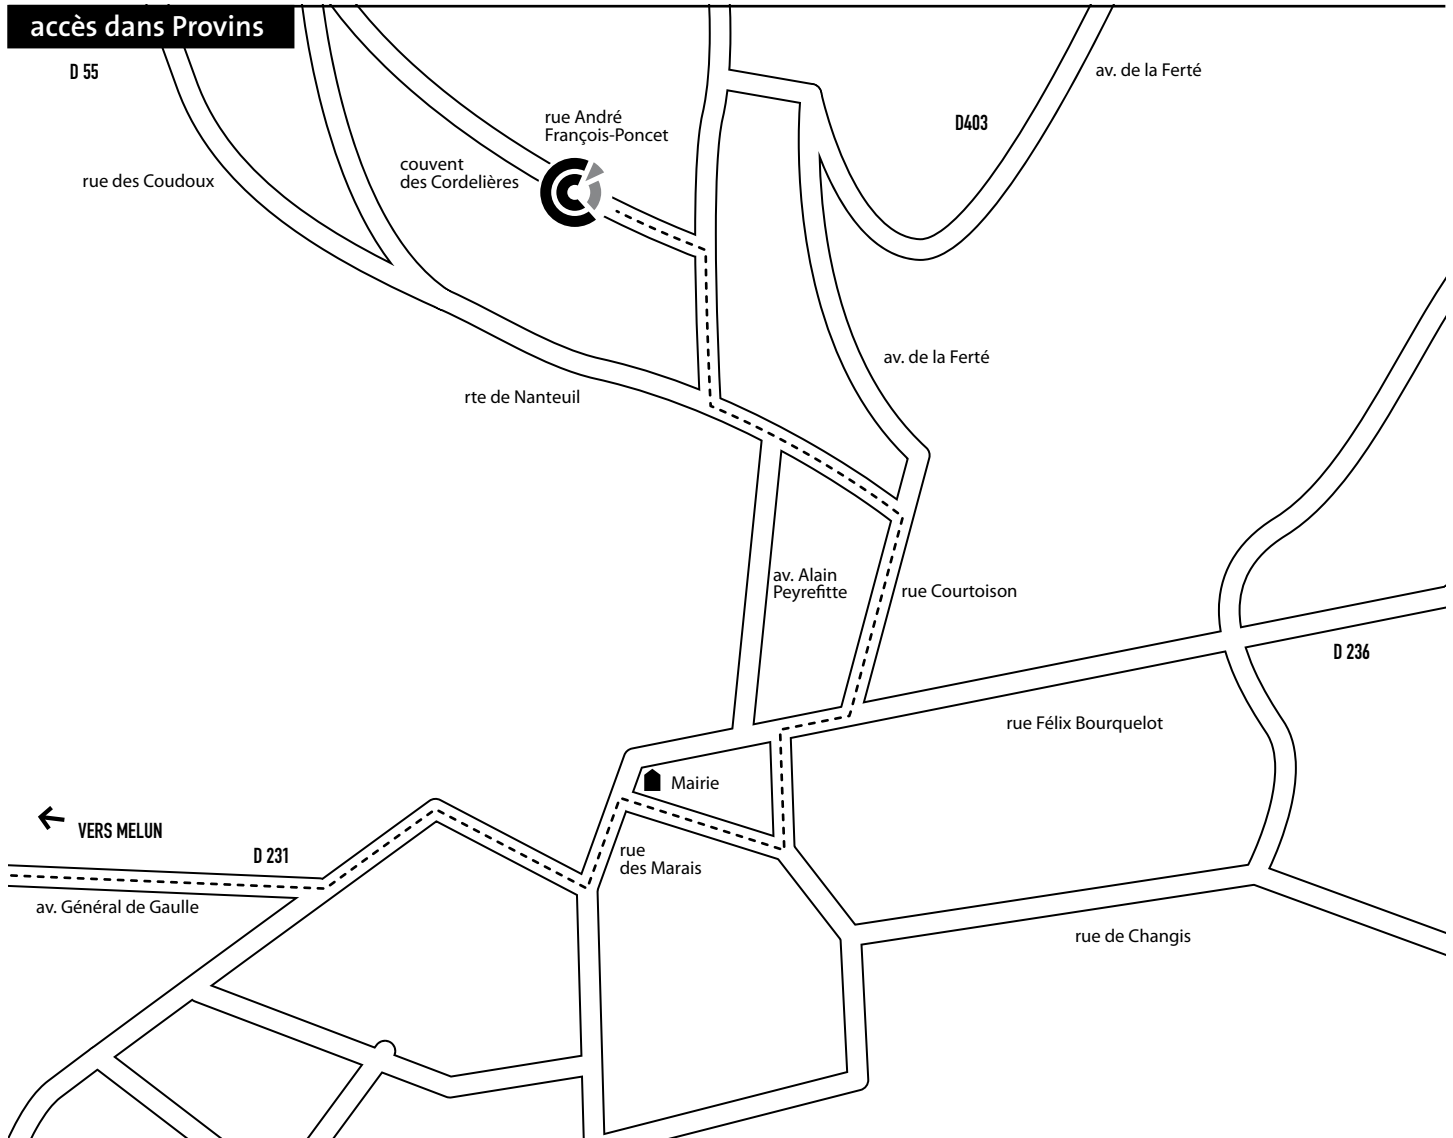 accès dans Provins
D 55
av. de la Ferté
rue André
François-Poncet
D403
couvent
des Cordelières
rue des Coudoux
av. de la Ferté
rte de Nanteuil
av. Alain
Peyrefitte
rue Courtoison
D 236
rue Félix Bourquelot
Mairie
VERS MELUN
D 231
rue
des Marais
av. Général de Gaulle
rue de Changis